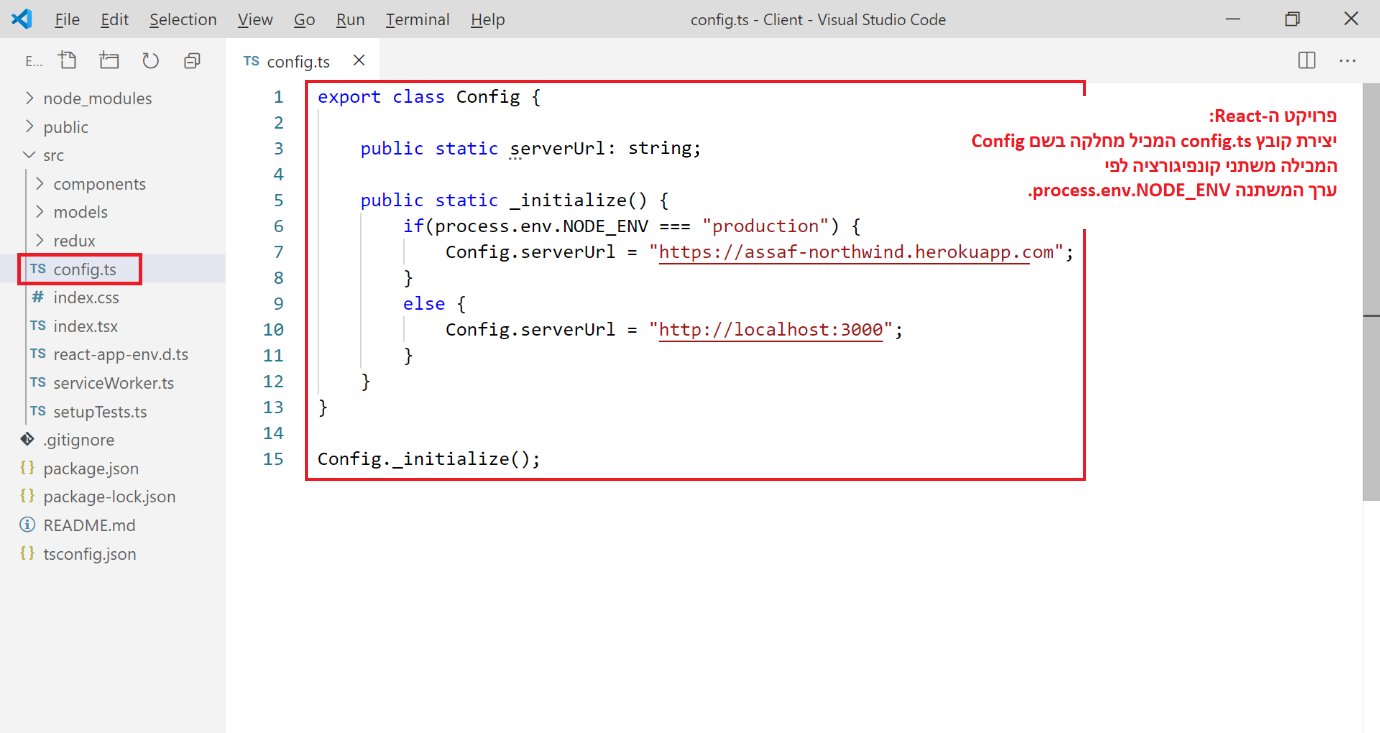 File Edit Selection View Go Run Terminal Help
config.ts - Client - Visual Studio Code
E...
TS config.ts
node_modules
public
src
components
models
redux
TS config.ts
# index.css
TS index.tsx
TS react-app-env.d.ts
TS serviceWorker.ts
TS setupTests.ts
.gitignore
{} package.json
{} package-lock.json
README.md
{} tsconfig.json
1 export class Config {
2
3 public static serverUrl: string;
4
5 public static _initialize() {
6 if(process.env.NODE_ENV === "production") {
7 Config.serverUrl = "https://assaf-northwind.herokuapp.com";
8 }
9 else {
10 Config.serverUrl = "http://localhost:3000";
11 }
12 }
13 }
14
15 Config._initialize();
פרויקט ה-React:
יצירת קובץ config.ts המכיל מחלקה בשם Config
המכילה משתני קונפיגורציה לפי
ערך המשתנה process.env.NODE_ENV.